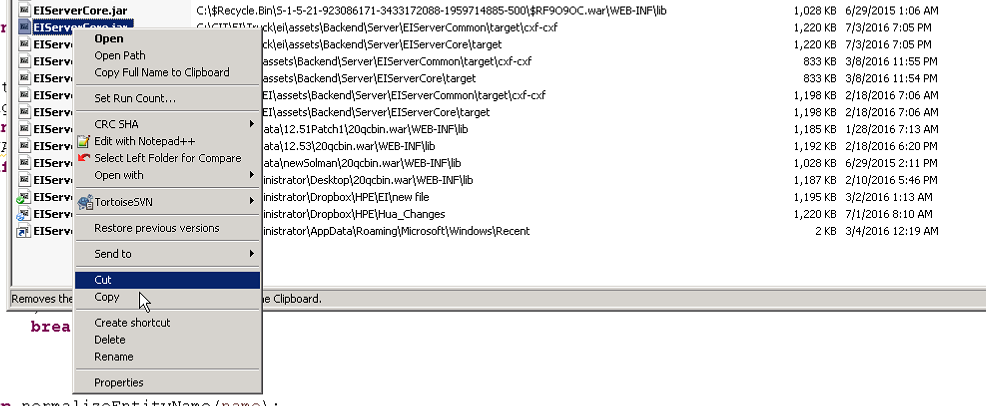 EIServerCore.jar C:\$Recycle.Bin\S-1-5-21-923086171-3433172088-1959714885-500\$RF9O9OC.war\WEB-INF\lib 1,028 KB 6/29/2015 1:06 AM
C:\GIT\EI\Truck\ei\assets\Backend\Server\EIServerCommon\target\cxf-cxf 1,220 KB 7/3/2016 7:05 PM
Open
EIServe ruck\ei\assets\Backend\Server\EIServerCore\target 1,220 KB 7/3/2016 7:05 PM
Open Path
EIServe assets\Backend\Server\EIServerCommon\target\cxf-cxf 833 KB 3/8/2016 11:55 PM
Copy Full Name to Clipboard
EIServe assets\Backend\Server\EIServerCore\target 833 KB 3/8/2016 11:54 PM
Set Run Count...
EIServe EI\assets\Backend\Server\EIServerCommon\target\cxf-cxf 1,198 KB 2/18/2016 7:06 AM
EIServe EI\assets\Backend\Server\EIServerCore\target 1,198 KB 2/18/2016 7:06 AM
CRC SHA
EIServe ata\12.51Patch1\20qcbin.war\WEB-INF\lib 1,185 KB 1/28/2016 7:13 AM
Edit with Notepad++
EIServe ata\12.53\20qcbin.war\WEB-INF\lib 1,192 KB 2/18/2016 6:20 PM
Select Left Folder for Compare
EIServe ata\newSolman\20qcbin.war\WEB-INF\lib 1,028 KB 6/29/2015 2:11 PM
Open with
EIServe inistrator\Desktop\20qcbin.war\WEB-INF\lib 1,187 KB 2/10/2016 5:46 PM
EIServe inistrator\Dropbox\HPE\EI\new file 1,195 KB 3/2/2016 1:13 AM
TortoiseSVN
EIServe inistrator\Dropbox\HPE\Hua_Changes 1,220 KB 7/1/2016 8:10 AM
Restore previous versions
EIServe inistrator\AppData\Roaming\Microsoft\Windows\Recent 2 KB 3/4/2016 12:19 AM
Send to
Cut
Copy
Removes the e Clipboard.
Create shortcut
brea
Delete
Rename
Properties
n normalizeEntityName(name);